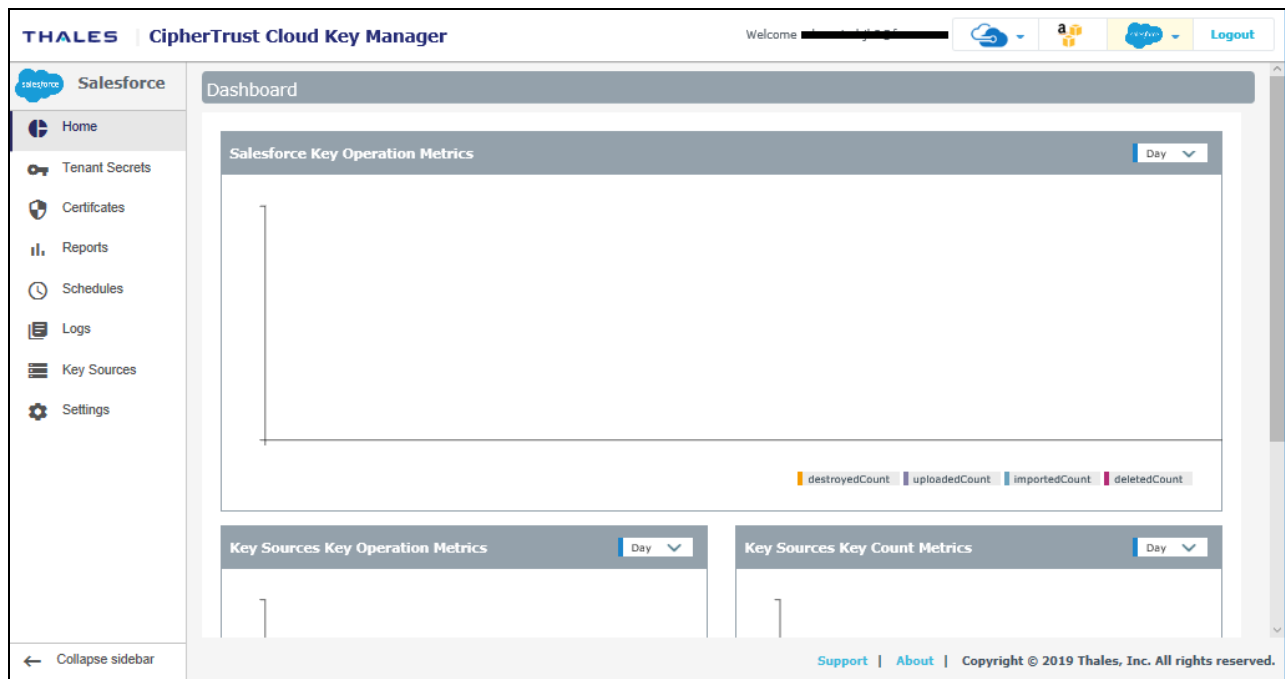 THALES CipherTrust Cloud Key Manager Welcome a Logout
salesforce Salesforce
Dashboard
Home
Salesforce Key Operation Metrics Day
Tenant Secrets
Certifcates
Reports
Schedules
Logs
Key Sources
Settings
destroyedCount uploadedCount importedCount deletedCount
Key Sources Key Operation Metrics Day
Key Sources Key Count Metrics Day
Collapse sidebar
Support | About | Copyright © 2019 Thales, Inc. All rights reserved.